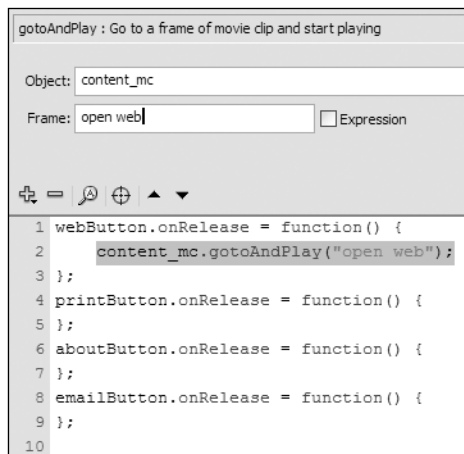 gotoAndPlay : Go to a frame of movie clip and start playing
Object: content_mc
Frame: open web Expression
1 webButton.onRelease = function() {
2 content_mc.gotoAndPlay("open web");
3 };
4 printButton.onRelease = function() {
5 };
6 aboutButton.onRelease = function() {
7 };
8 emailButton.onRelease = function() {
9 };
10